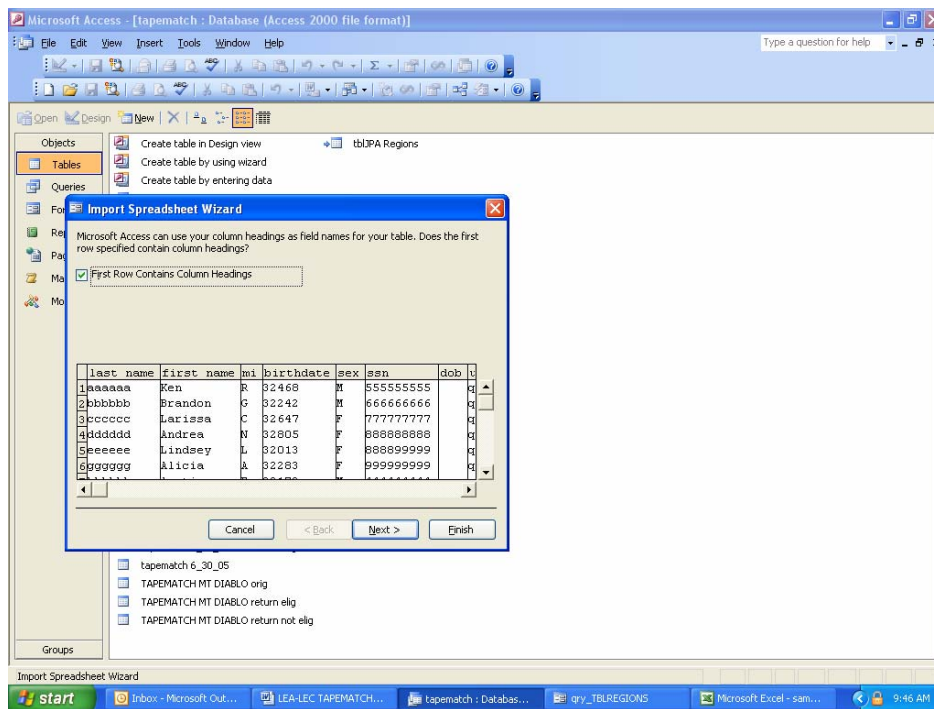 Microsoft Access - [tapematch : Database (Access 2000 file format)]
File Edit View Insert Tools Window Help
Type a question for help
Open Design New
Objects
Create table in Design view
tblJPA Regions
Tables
Create table by using wizard
Queries
Create table by entering data
For
Rep
Pag
Ma
Mo
Import Spreadsheet Wizard
Microsoft Access can use your column headings as field names for your table. Does the first
row specified contain column headings?
First Row Contains Column Headings
last name first name mi birthdate sex ssn dob u
1 aaaaaa Ken R 32468 M 555555555 q
2 bbbbbb Brandon G 32242 M 666666666 q
3 cccccc Larissa C 32647 F 777777777 q
4 dddddd Andrea N 32805 F 888888888 q
5 eeeeee Lindsey L 32013 F 888899999 q
6 gggggg Alicia A 32283 F 999999999 q
Cancel < Back Next > Finish
tapematch 6_30_05
TAPEMATCH MT DIABLO orig
TAPEMATCH MT DIABLO return elig
TAPEMATCH MT DIABLO return not elig
Groups
Import Spreadsheet Wizard
start Inbox - Microsoft Out... LEA-LEC TAPEMATCH... tapematch : Databas... qry_TBLREGIONS Microsoft Excel - sam... 9:46 AM